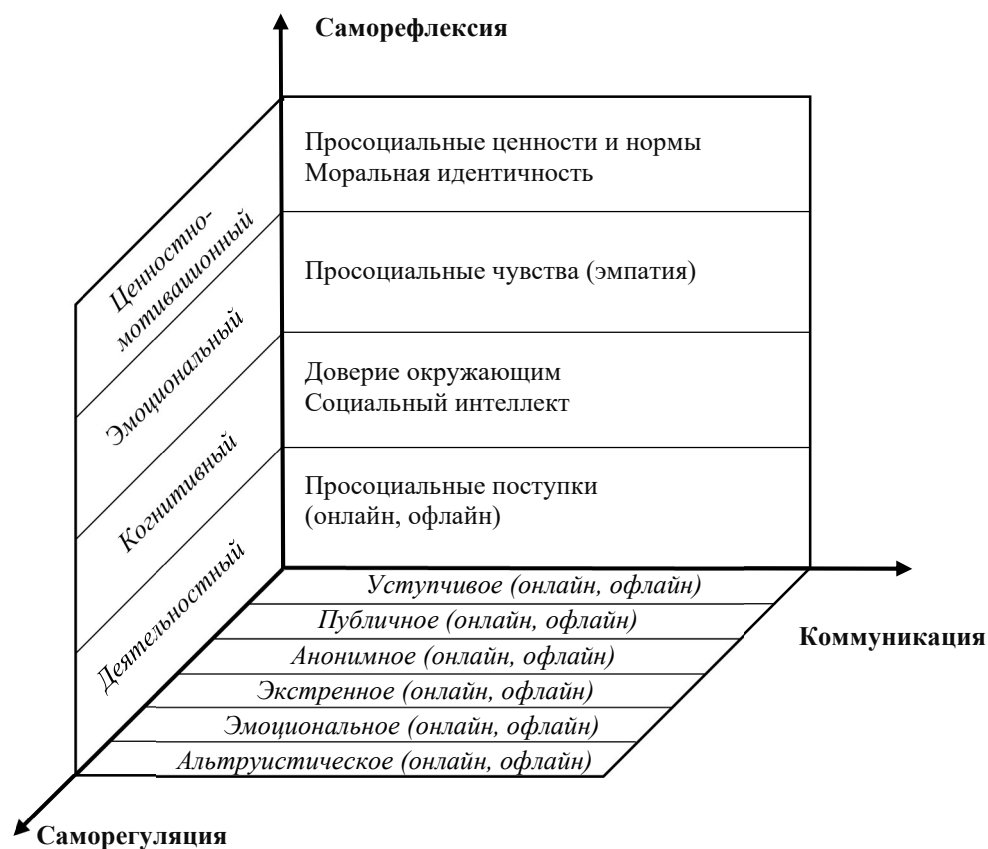 Саморефлексия
Просоциальные ценности и нормы
Моральная идентичность
Ценностно-
мотивационный
Просоциальные чувства (эмпатия)
Эмоциональный
Доверие окружающим
Социальный интеллект
Когнитивный
Просоциальные поступки
(онлайн, офлайн)
Деятельностный
Уступчивое (онлайн, офлайн)
Публичное (онлайн, офлайн)
Коммуникация
Анонимное (онлайн, офлайн)
Экстренное (онлайн, офлайн)
Эмоциональное (онлайн, офлайн)
Альтруистическое (онлайн, офлайн)
Саморегуляция